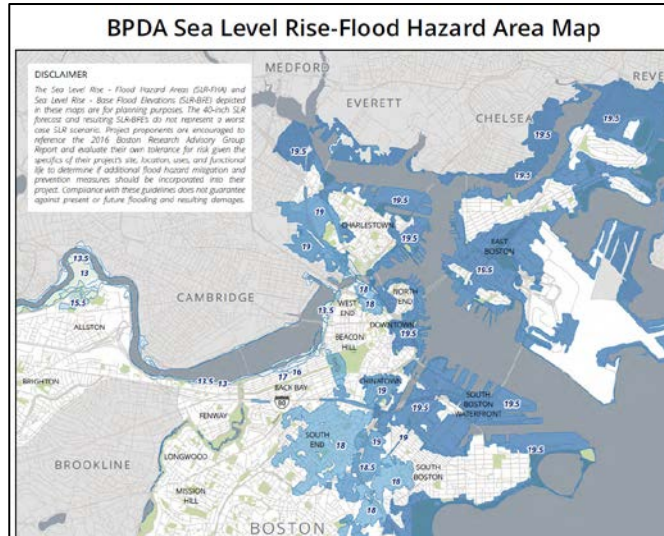 BPDA Sea Level Rise-Flood Hazard Area Map
DISCLAIMER
The Sea Level Rise – Flood Hazard Areas (SLR-FHA) and
Sea Level Rise – Base Flood Elevations (SLR-BFE) depicted
in these maps are for planning purposes. The 40-inch SLR
forecast and resulting SLR-BFES do not represent a worst
case SLR scenario. Project proponents are encouraged to
reference the 2016 Boston Research Advisory Group
Report and evaluate their own tolerance for risk given the
specifics of their project's site, location, uses, and functional
life to determine if additional flood hazard mitigation and
prevention measures should be incorporated into their
project. Compliance with these guidelines does not guarantee
against present or future flooding and resulting damages.
MEDFORD
REVE
EVERETT
CHELSEA
19.5
19.5
19.5
19
19.5
CHARLESTOWN
19
19.5
EAST
BOSTON
19.5
13.5
13
15.5
CAMBRIDGE
18
NORTH
END
WEST
END
18
13.5
ALLSTON
DOWNTOWN
19.5
BEACON
HILL
BRIGHTON
13.5
13
17
16
BACK BAY
90
CHINATOWN
19
SOUTH
BOSTON
WATERFRONT
19.5
19.5
FENWAY
SOUTH
END
18
19
19
19.5
BROOKLINE
LONGWOOD
18.5
SOUTH
BOSTON
MISSION
HILL
18
18
BOSTON